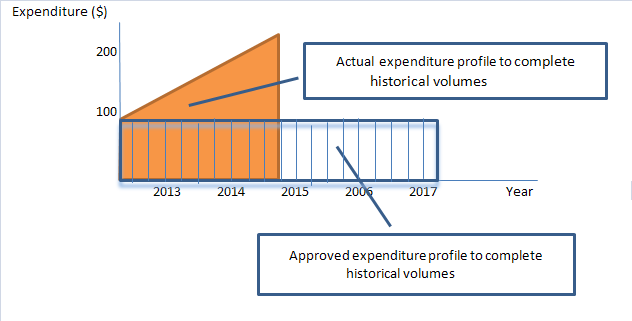 Expenditure ($)
200
Actual expenditure profile to complete
historical volumes
100
2013 2014 2015 2006 2017 Year
Approved expenditure profile to complete
historical volumes